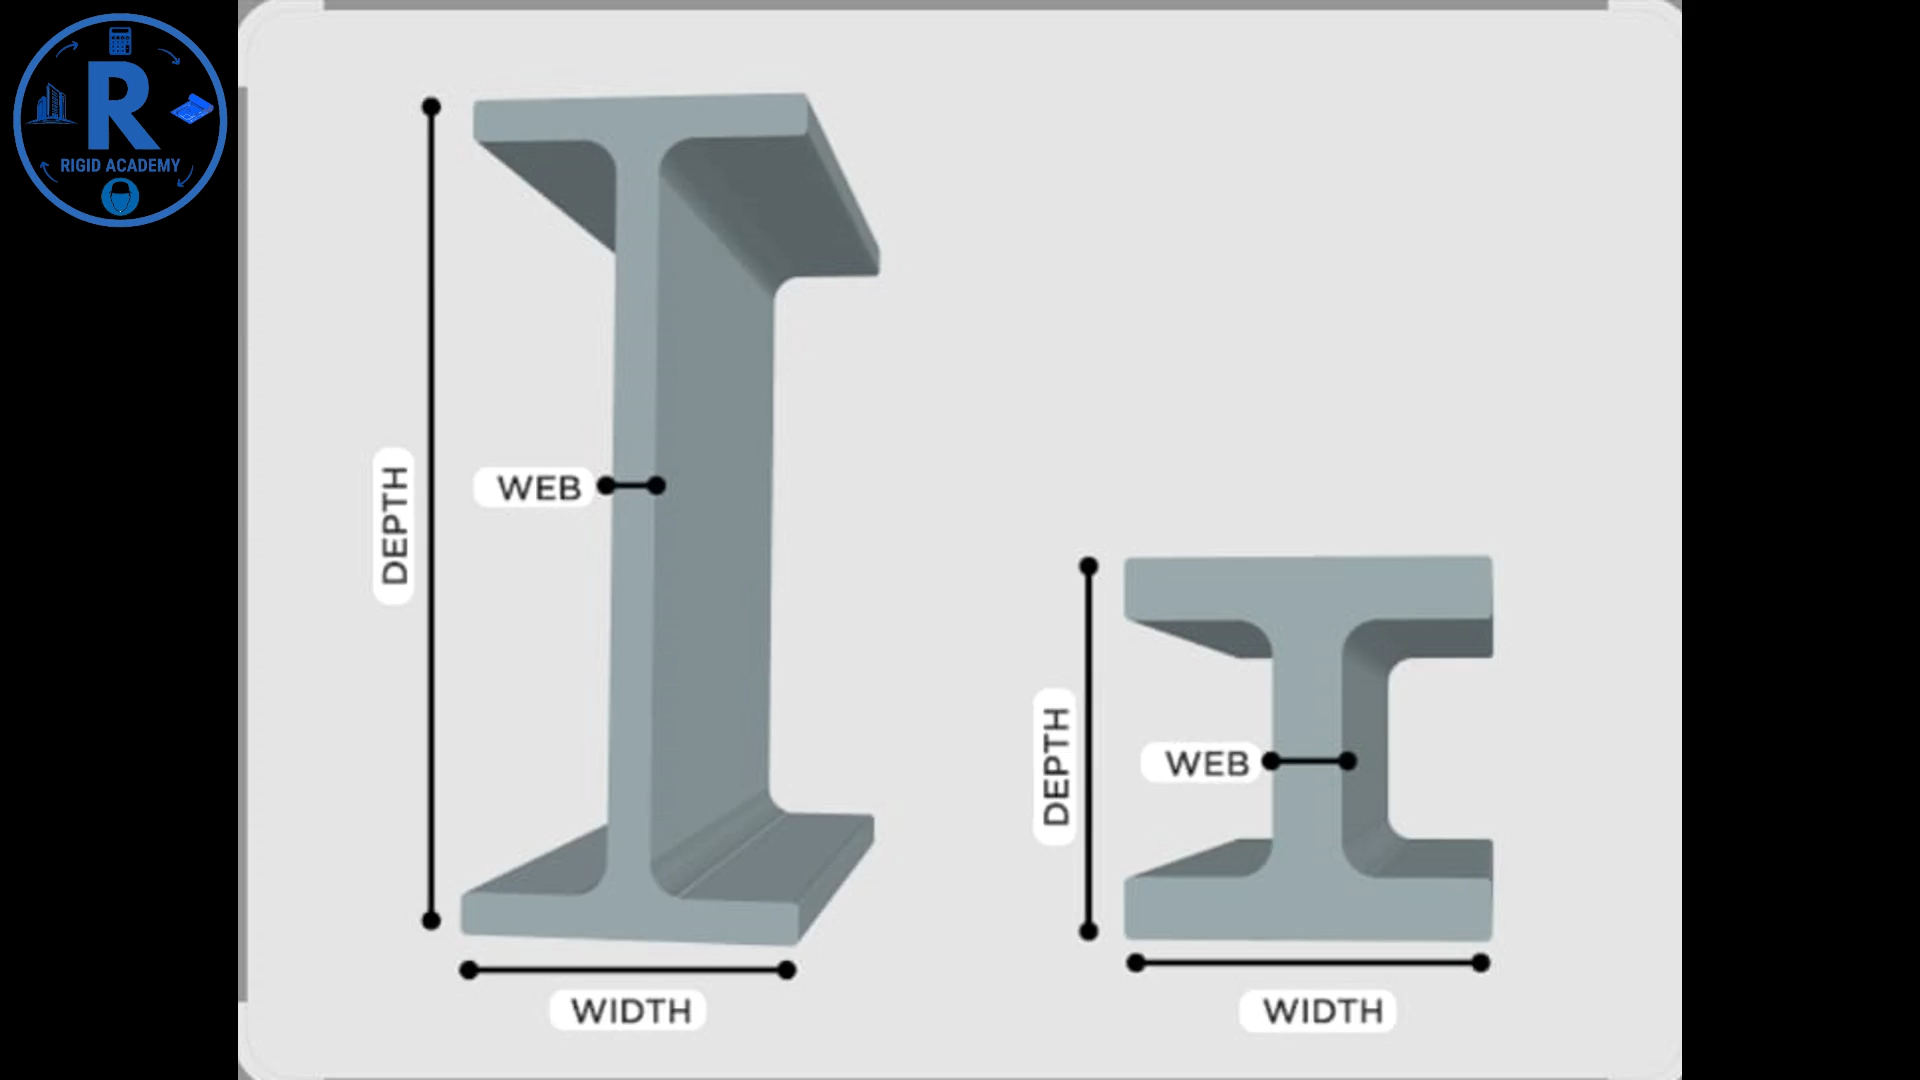 R
RIGID ACADEMY
DEPTH
WEB
WIDTH
DEPTH
WEB
WIDTH